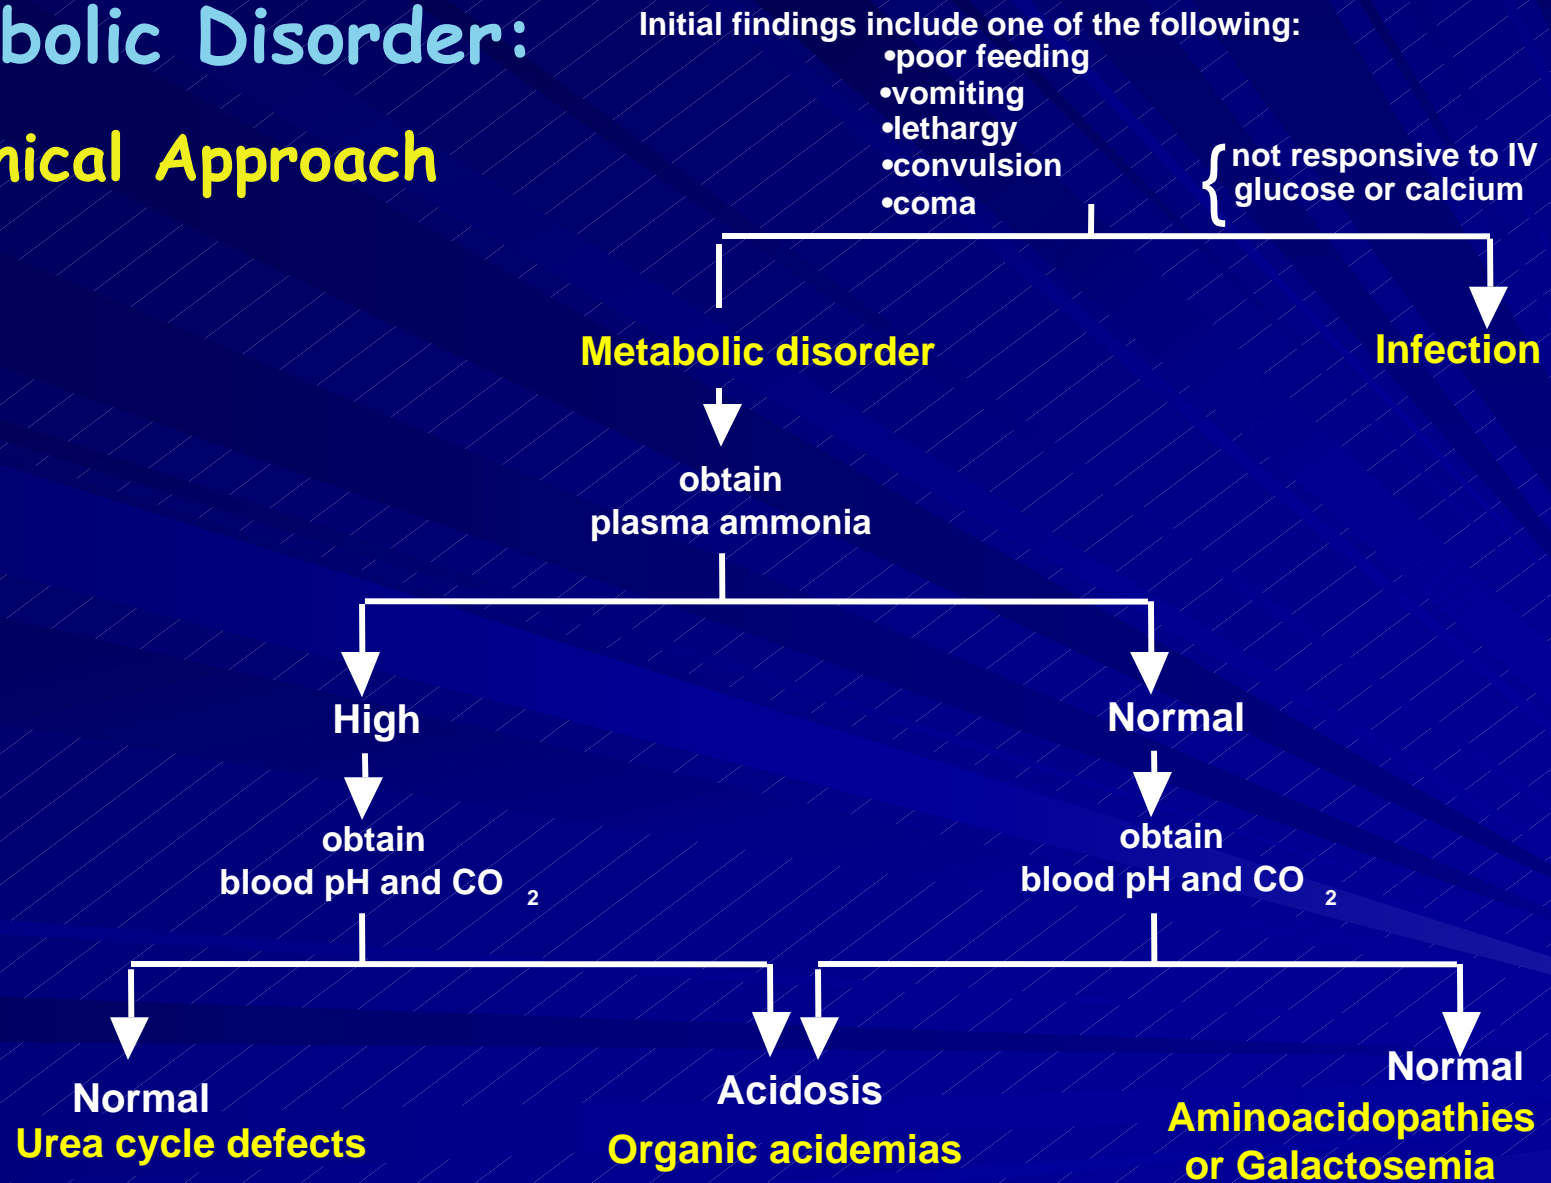 bolic Disorder:
nical Approach
Initial findings include one of the following:
•poor feeding
•vomiting
•lethargy
•convulsion
•coma
{ not responsive to IV
glucose or calcium
Metabolic disorder
Infection
obtain
plasma ammonia
High
Normal
obtain
blood pH and CO 2
obtain
blood pH and CO 2
Normal
Urea cycle defects
Acidosis
Organic acidemias
Normal
Aminoacidopathies
or Galactosemia